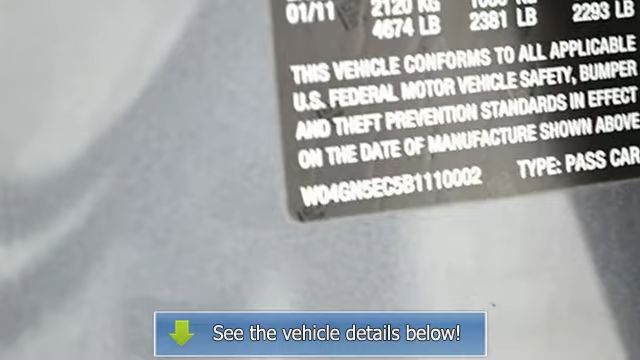 01/11 2120 KG
4674 LB 2381 LB 2293 LB
THIS VEHICLE CONFORMS TO ALL APPLICABLE
U.S. FEDERAL MOTOR VEHICLE SAFETY, BUMPER
AND THEFT PREVENTION STANDARDS IN EFFECT
ON THE DATE OF MANUFACTURE SHOWN ABOVE
W04GN5EC5B1110002 TYPE: PASS CAR
See the vehicle details below!